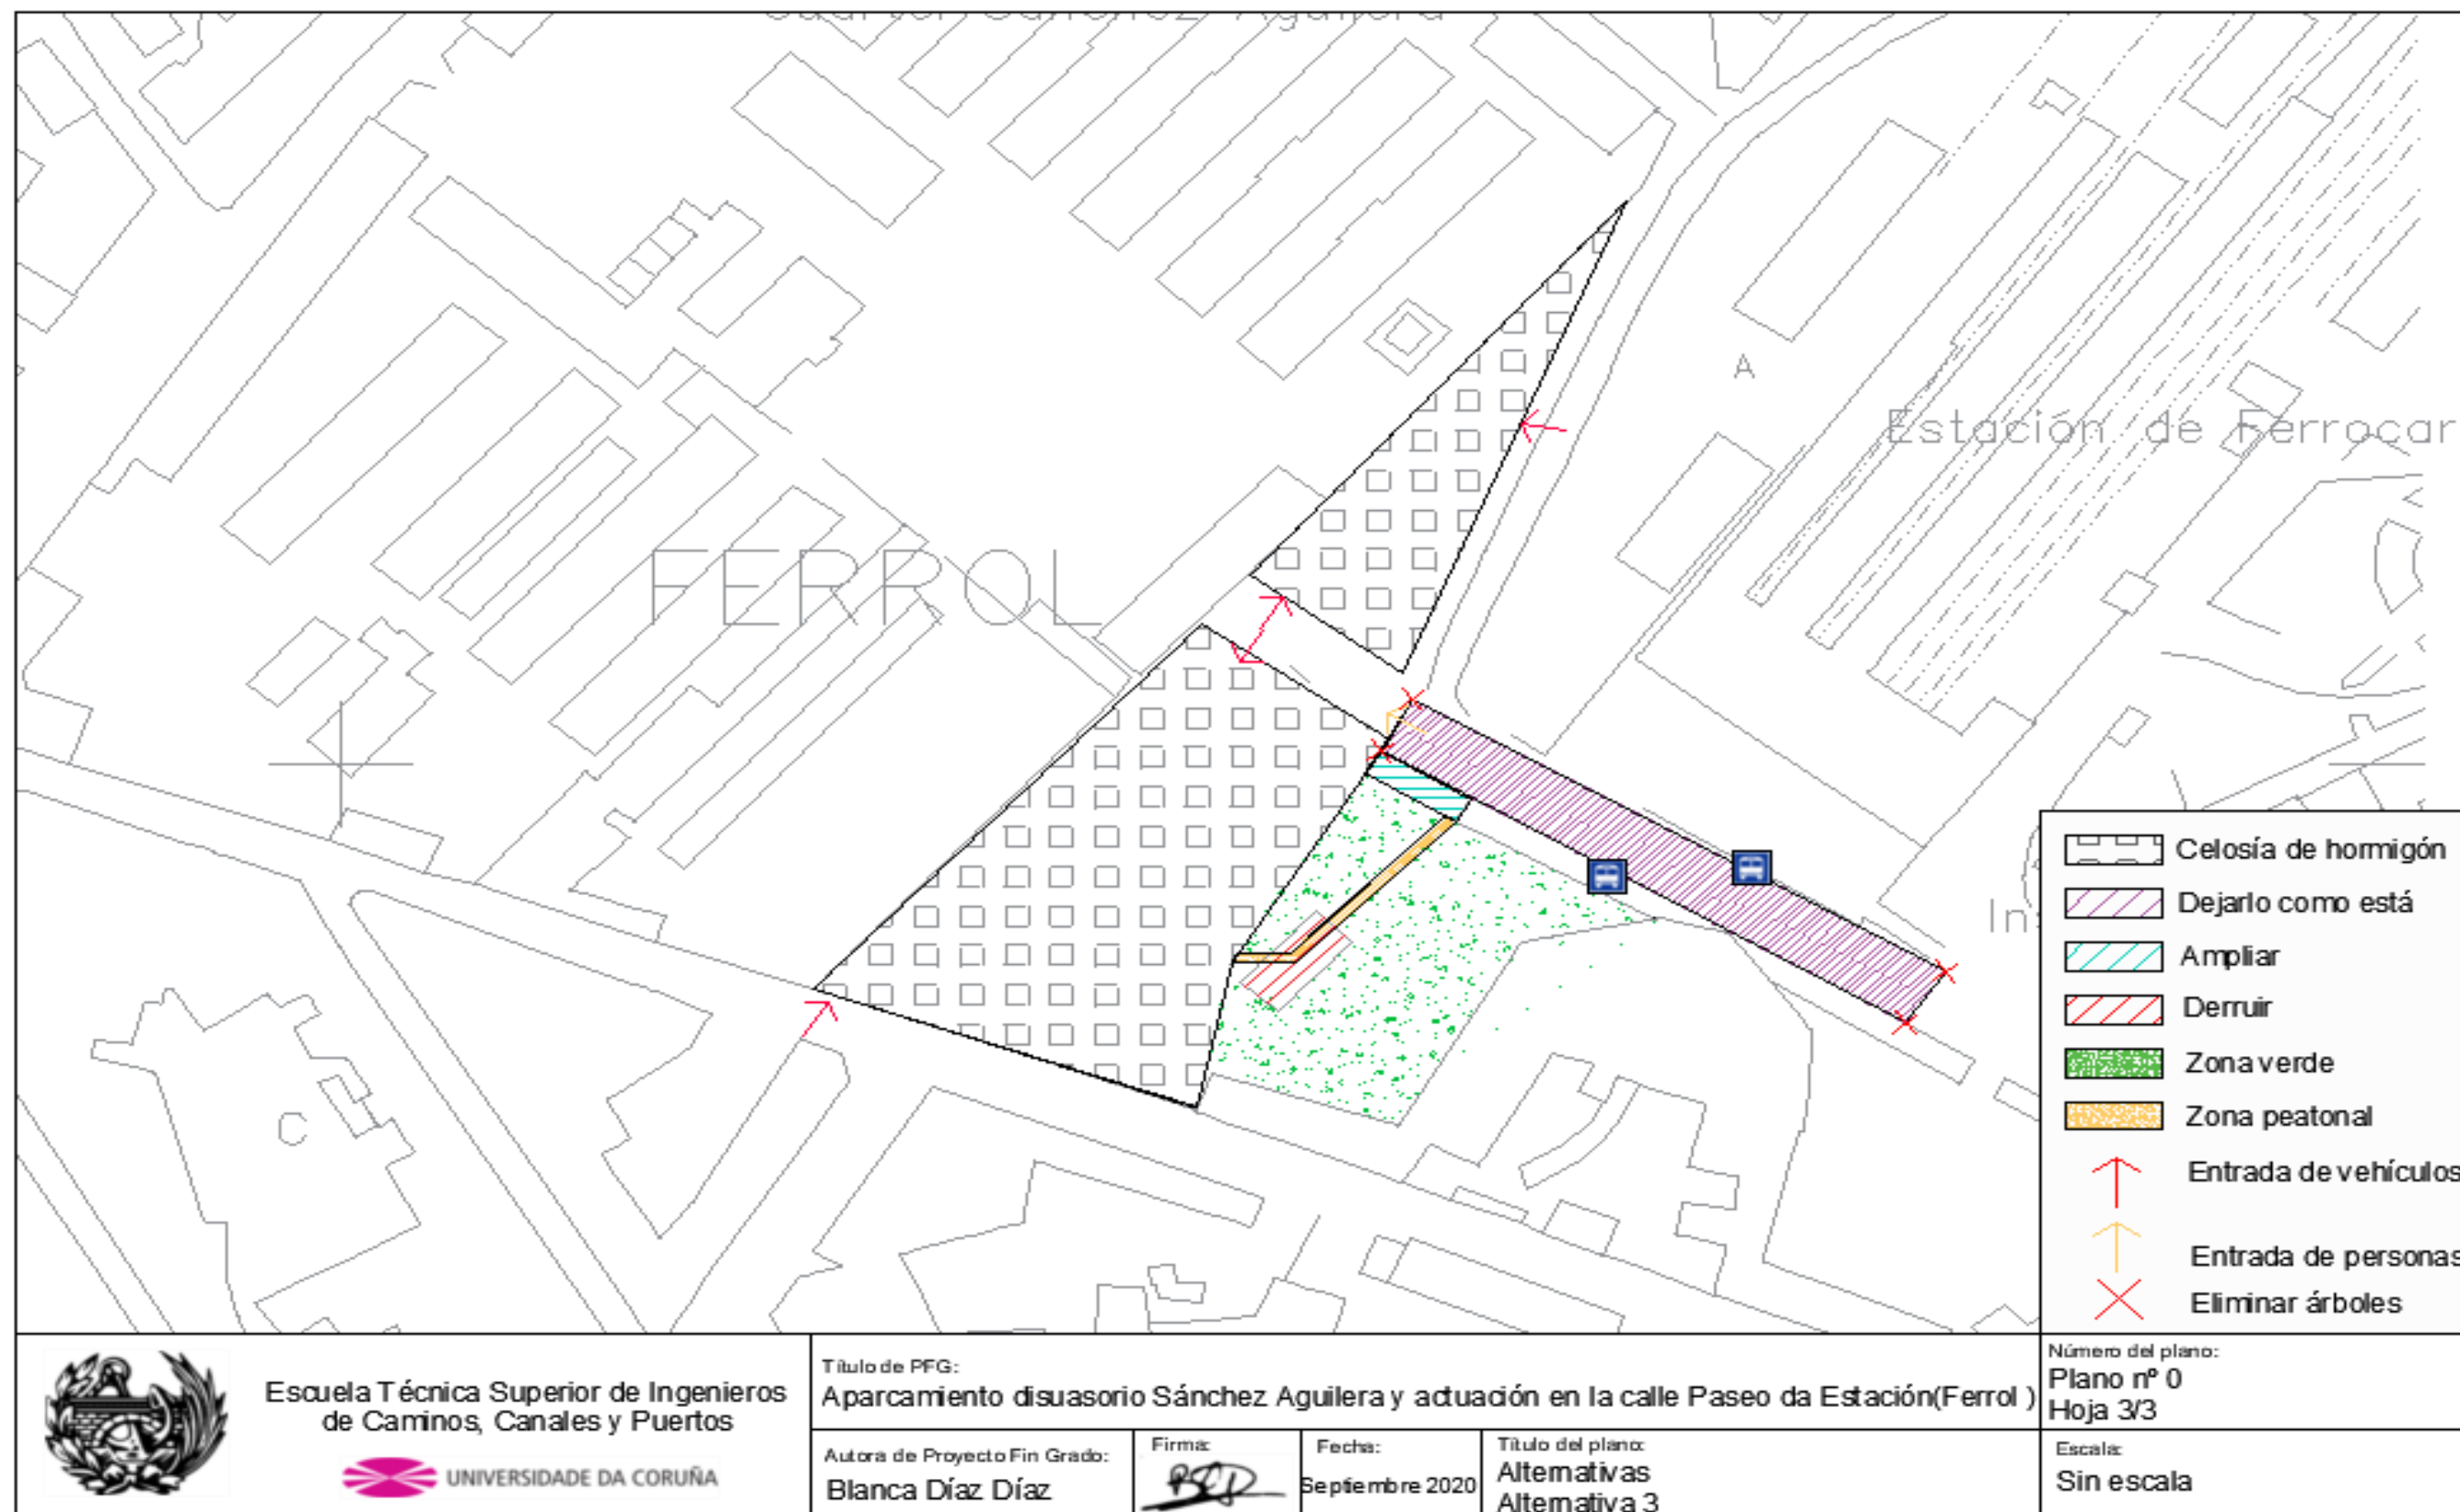 FERROL
A
Estación de Ferrocar
In
C
Celosía de hormigón
Dejarlo como está
Ampliar
Derruir
Zona verde
Zona peatonal
Entrada de vehículos
Entrada de personas
Eliminar árboles
Escuela Técnica Superior de Ingenieros
de Caminos, Canales y Puertos
UNIVERSIDADE DA CORUÑA
Título de PFG:
Aparcamiento disuasorio Sánchez Aguilera y actuación en la calle Paseo da Estación(Ferrol )
Autora de Proyecto Fin Grado:
Blanca Díaz Díaz
Firma:
Fecha:
Septiembre 2020
Título del plano:
Alternativas
Alternativa 3
Número del plano:
Plano nº 0
Hoja 3/3
Escala:
Sin escala